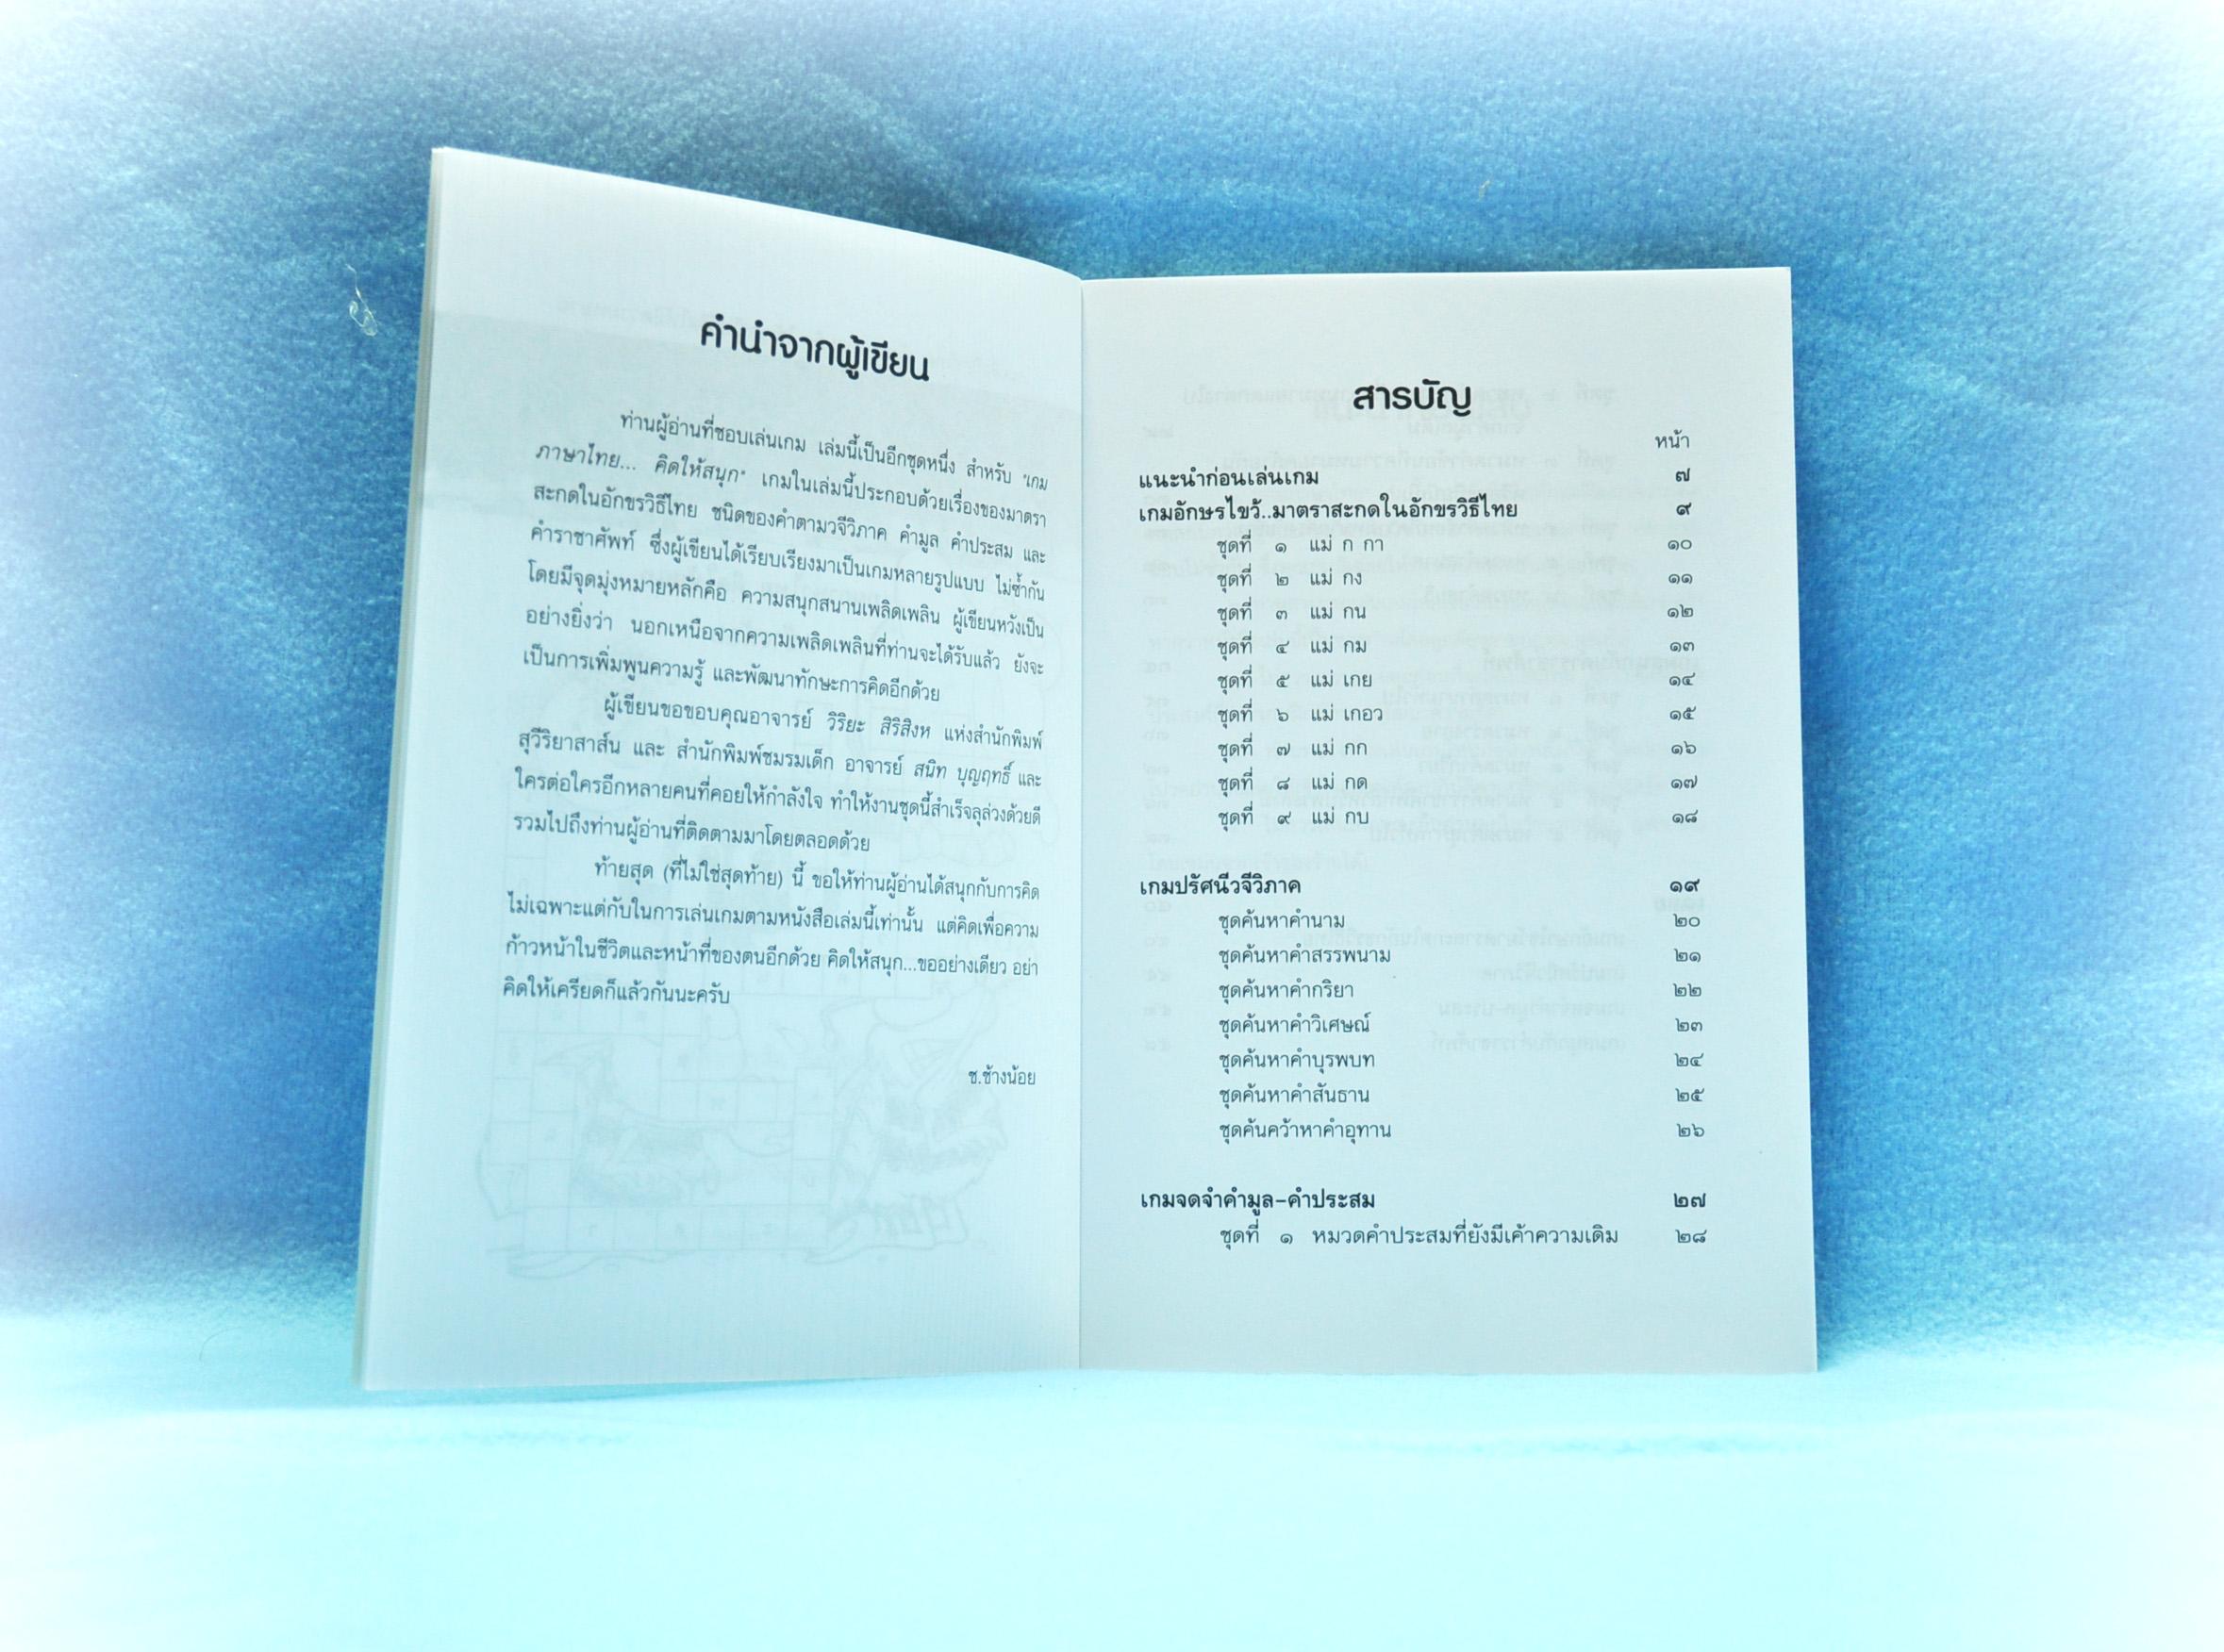 คำนำจากผู้เขียน
ท่านผู้อ่านที่ชอบเล่นเกม เล่มนี้เป็นอีกชุดหนึ่ง สำหรับ "เกม
ภาษาไทย... คิดให้สนุก" เกมในเล่มนี้ประกอบด้วยเรื่องของมาตรา
สะกดในอักขรวิธีไทย ชนิดของคำตามวจีวิภาค คำมูล คำประสม และ
คำราชาศัพท์ ซึ่งผู้เขียนได้เรียบเรียงมาเป็นเกมหลายรูปแบบ ไม่ซ้ำกัน
โดยมีจุดมุ่งหมายหลักคือ ความสนุกสนานเพลิดเพลิน ผู้เขียนหวังเป็น
อย่างยิ่งว่า นอกเหนือจากความเพลิดเพลินที่ท่านจะได้รับแล้ว ยังจะ
เป็นการเพิ่มพูนความรู้ และพัฒนาทักษะการคิดอีกด้วย
ผู้เขียนขอขอบคุณอาจารย์ วิริยะ สิริสิงห แห่งสำนักพิมพ์
สุวีริยาสาส์น และ สำนักพิมพ์ชมรมเด็ก อาจารย์ สนิท บุญฤทธิ์ และ
ใครต่อใครอีกหลายคนที่คอยให้กำลังใจ ทำให้งานชุดนี้สำเร็จลุล่วงด้วยดี
รวมไปถึงท่านผู้อ่านที่ติดตามมาโดยตลอดด้วย
ท้ายสุด (ที่ไม่ใช่สุดท้าย) นี้ ขอให้ท่านผู้อ่านได้สนุกกับการคิด
ไม่เฉพาะแต่กับในการเล่นเกมตามหนังสือเล่มนี้เท่านั้น แต่คิดเพื่อความ
ก้าวหน้าในชีวิตและหน้าที่ของตนอีกด้วย คิดให้สนุก...ขออย่างเดียว อย่า
คิดให้เครียดก็แล้วกันนะครับ
ช.ช้างน้อย
สารบัญ
หน้า
แนะนำก่อนเล่นเกม ๗
เกมอักษรไขว้..มาตราสะกดในอักขรวิธีไทย ๙
ชุดที่ ๑ แม่ ก กา ๑๐
ชุดที่ ๒ แม่ กง ๑๑
ชุดที่ ๓ แม่ กน ๑๒
ชุดที่ ๔ แม่ กม ๑๓
ชุดที่ ๕ แม่ เกย ๑๔
ชุดที่ ๖ แม่ เกอว ๑๕
ชุดที่ ๗ แม่ กก ๑๖
ชุดที่ ๘ แม่ กด ๑๗
ชุดที่ ๙ แม่ กบ ๑๘
เกมปรัศนีวจีวิภาค ๑๙
ชุดค้นหาคำนาม ๒๐
ชุดค้นหาคำสรรพนาม ๒๑
ชุดค้นหาคำกริยา ๒๒
ชุดค้นหาคำวิเศษณ์ ๒๓
ชุดค้นหาคำบุรพบท ๒๔
ชุดค้นหาคำสันธาน ๒๕
ชุดค้นคว้าหาคำอุทาน ๒๖
เกมจดจำคำมูล-คำประสม ๒๗
ชุดที่ ๑ หมวดคำประสมที่ยังมีเค้าความเดิม ๒๘